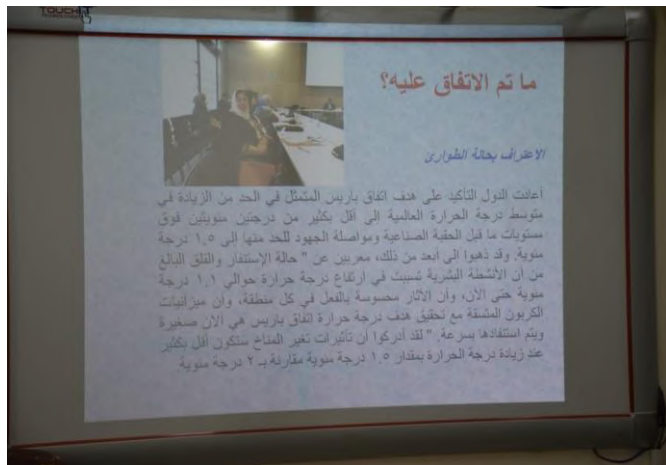 TOUCHIT
ما تم الاتفاق عليه؟
الاعتراف بحالة الطوارئ
أعادت الدول التأكيد على هدف اتفاق باريس المتمثل في الحد من الزيادة في
متوسط درجة الحرارة العالمية الى أقل بكثير من درجتين مئويتين فوق
مستويات ما قبل الحقبة الصناعية ومواصلة الجهود للحد منها الى ١.٥ درجة
مئوية. وقد ذهبوا الى أبعد من ذلك، معربين عن " حالة الإستنفار والقلق البالغ
من أن الأنشطة البشرية تسببت في ارتفاع درجة حرارة حوالي ١.١ درجة
مئوية حتى الآن، وأن الآثار محسوسة بالفعل في كل منطقة، وأن ميزانيات
الكربون المتسقة مع تحقيق هدف درجة حرارة إتفاق باريس هي الآن صغيرة
ويتم استنفادها بسرعة. " لقد أدركوا أن تأثيرات تغير المناخ ستكون أقل بكثير
عند زيادة درجة الحرارة بمقدار ١.٥ درجة مئوية مقارنة بـ ٢ درجة مئوية